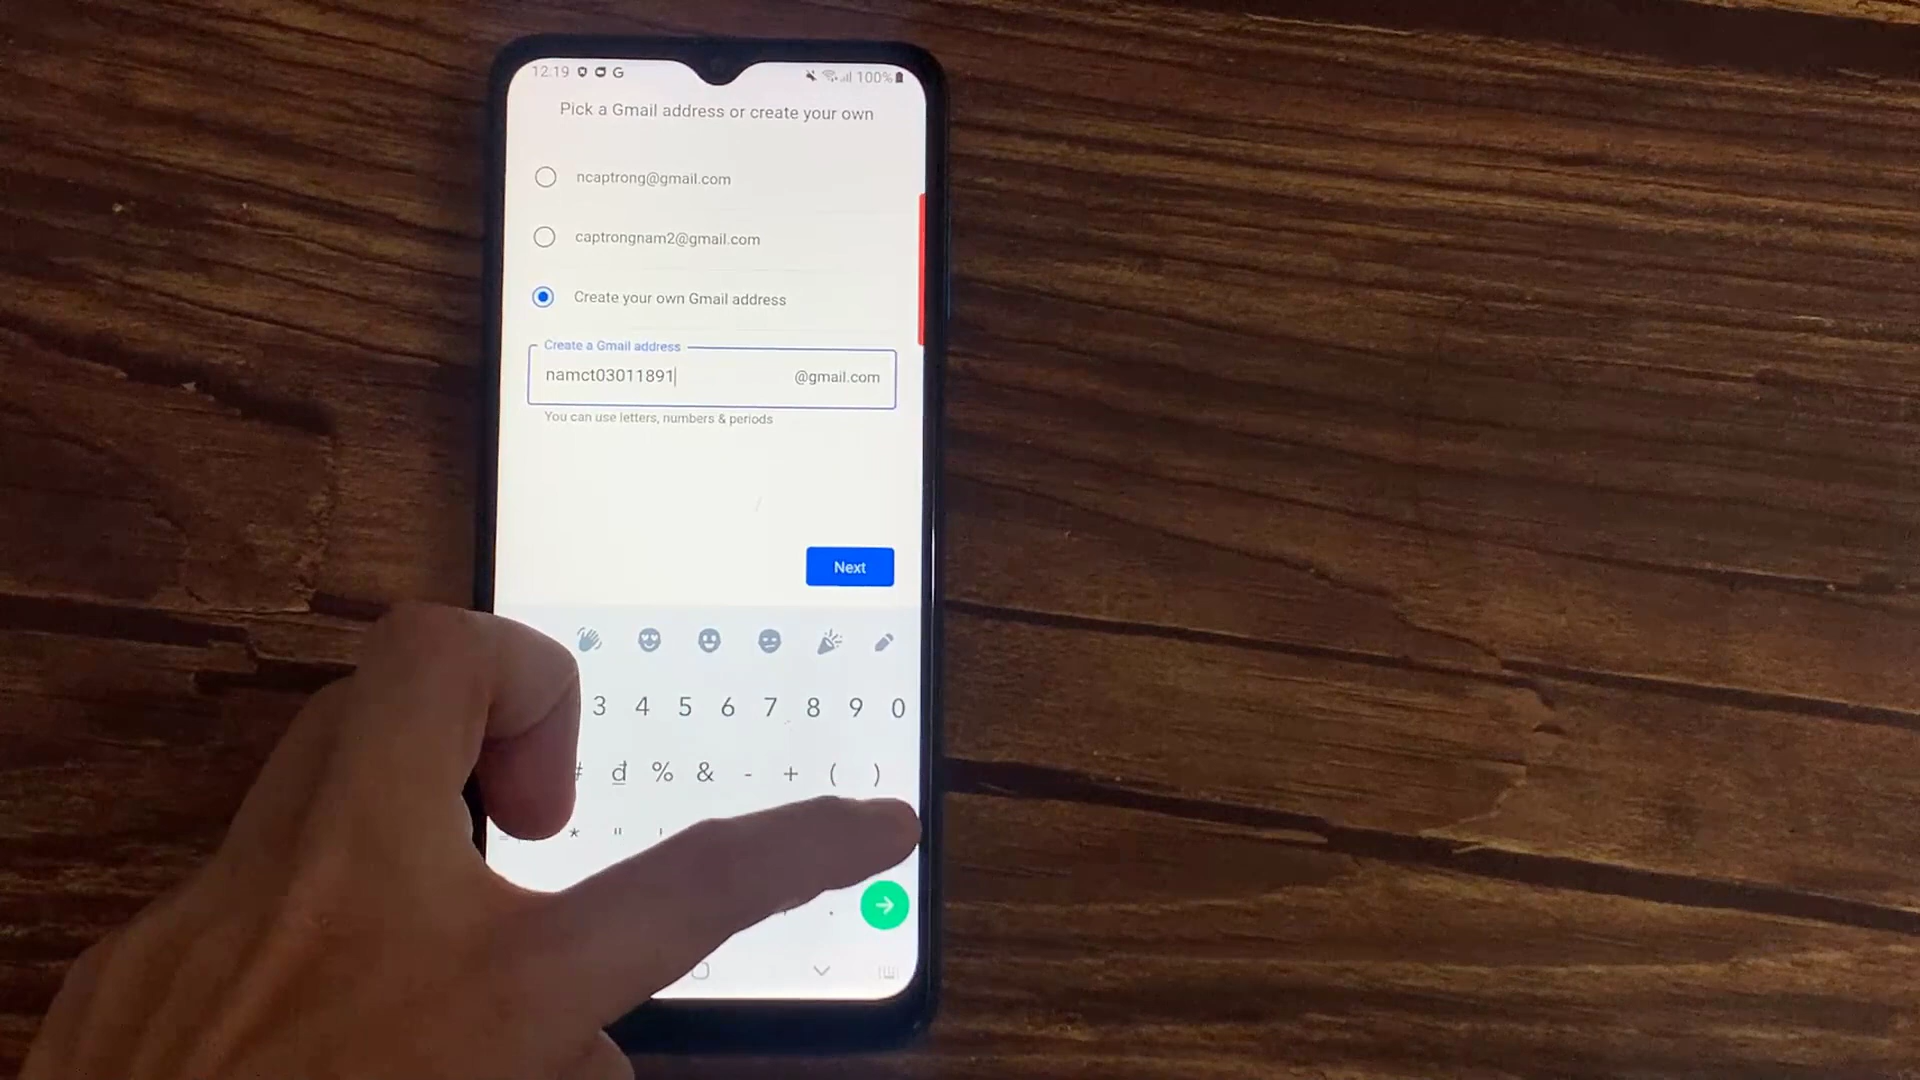 12.19 G 100%
Pick a Gmail address or create your own
ncaptrong@gmail.com
captrongnam2@gmail.com
Create your own Gmail address
Create a Gmail address
namct03011891 @gmail.com
You can use letters, numbers & periods
Next
3 4 5 6 7 8 9 0
# đ % & - + ( )
* " '
, .